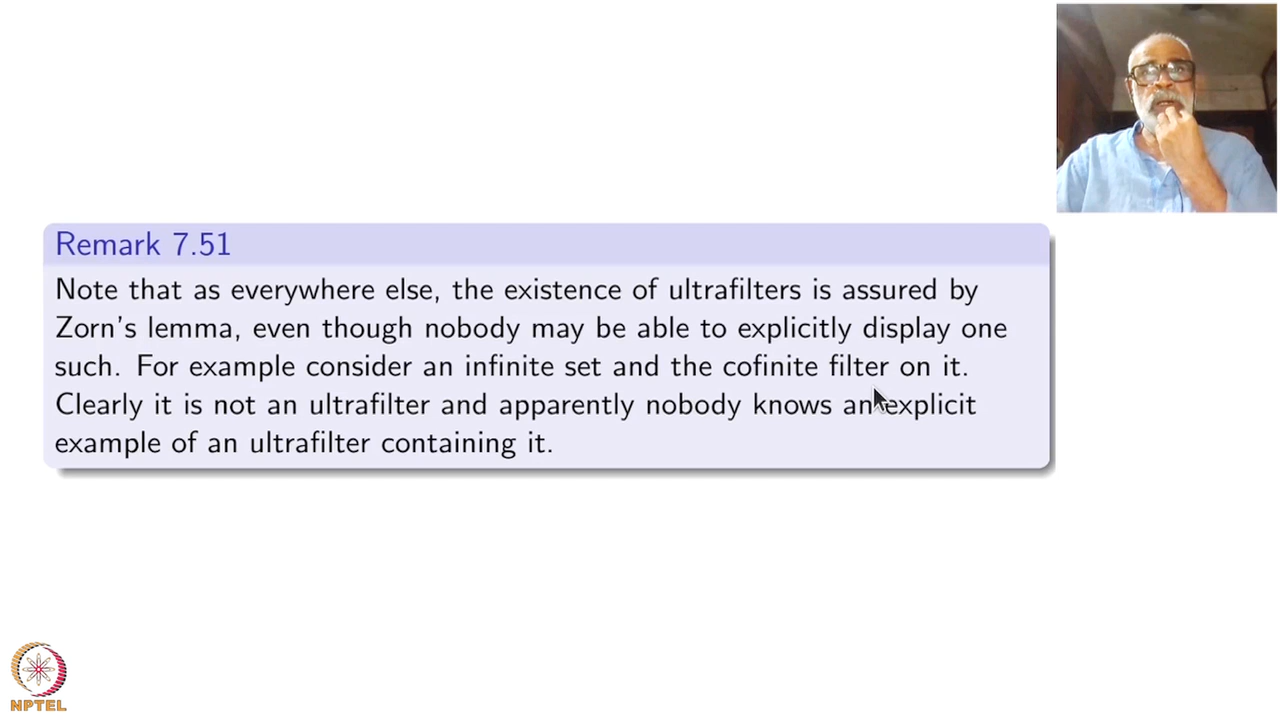 Remark 7.51
Note that as everywhere else, the existence of ultrafilters is assured by
Zorn's lemma, even though nobody may be able to explicitly display one
such. For example consider an infinite set and the cofinite filter on it.
Clearly it is not an ultrafilter and apparently nobody knows an explicit
example of an ultrafilter containing it.
NPTEL